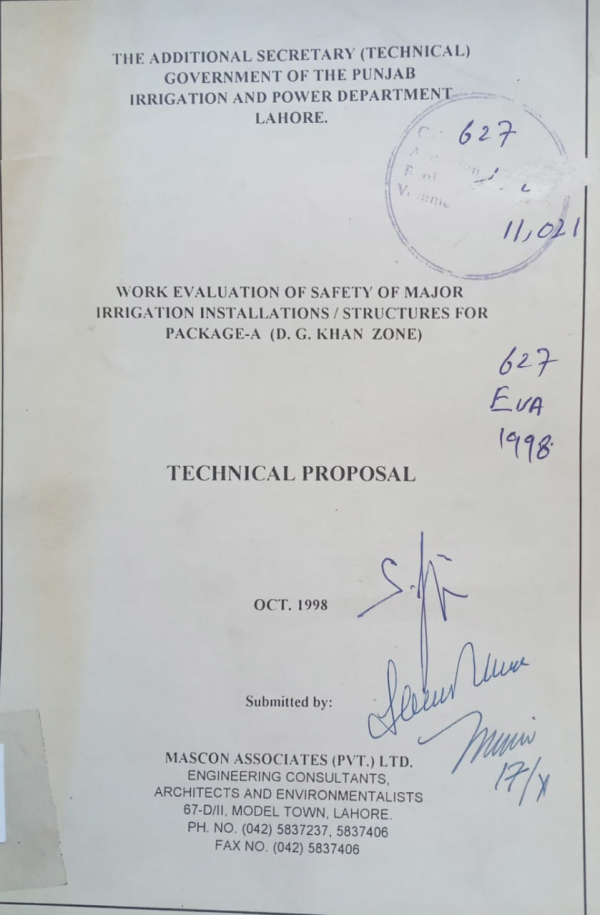 THE ADDITIONAL SECRETARY (TECHNICAL)
GOVERNMENT OF THE PUNJAB
IRRIGATION AND POWER DEPARTMENT
LAHORE.
627
11,021
WORK EVALUATION OF SAFETY OF MAJOR
IRRIGATION INSTALLATIONS / STRUCTURES FOR
PACKAGE-A (D. G. KHAN ZONE)
627
EVA
1998
TECHNICAL PROPOSAL
OCT. 1998
Submitted by:
17/X
MASCON ASSOCIATES (PVT.) LTD.
ENGINEERING CONSULTANTS,
ARCHITECTS AND ENVIRONMENTALISTS
67-D/II, MODEL TOWN, LAHORE.
PH. NO. (042) 5837237, 5837406
FAX NO. (042) 5837406